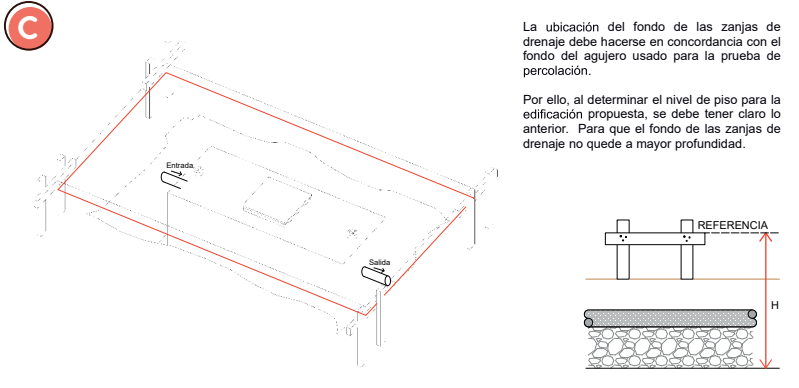 C
La ubicación del fondo de las zanjas de
drenaje debe hacerse en concordancia con el
fondo del agujero usado para la prueba de
percolación.
Por ello, al determinar el nivel de piso para la
edificación propuesta, se debe tener claro lo
anterior. Para que el fondo de las zanjas de
drenaje no quede a mayor profundidad.
Entrada
Salida
REFERENCIA
H